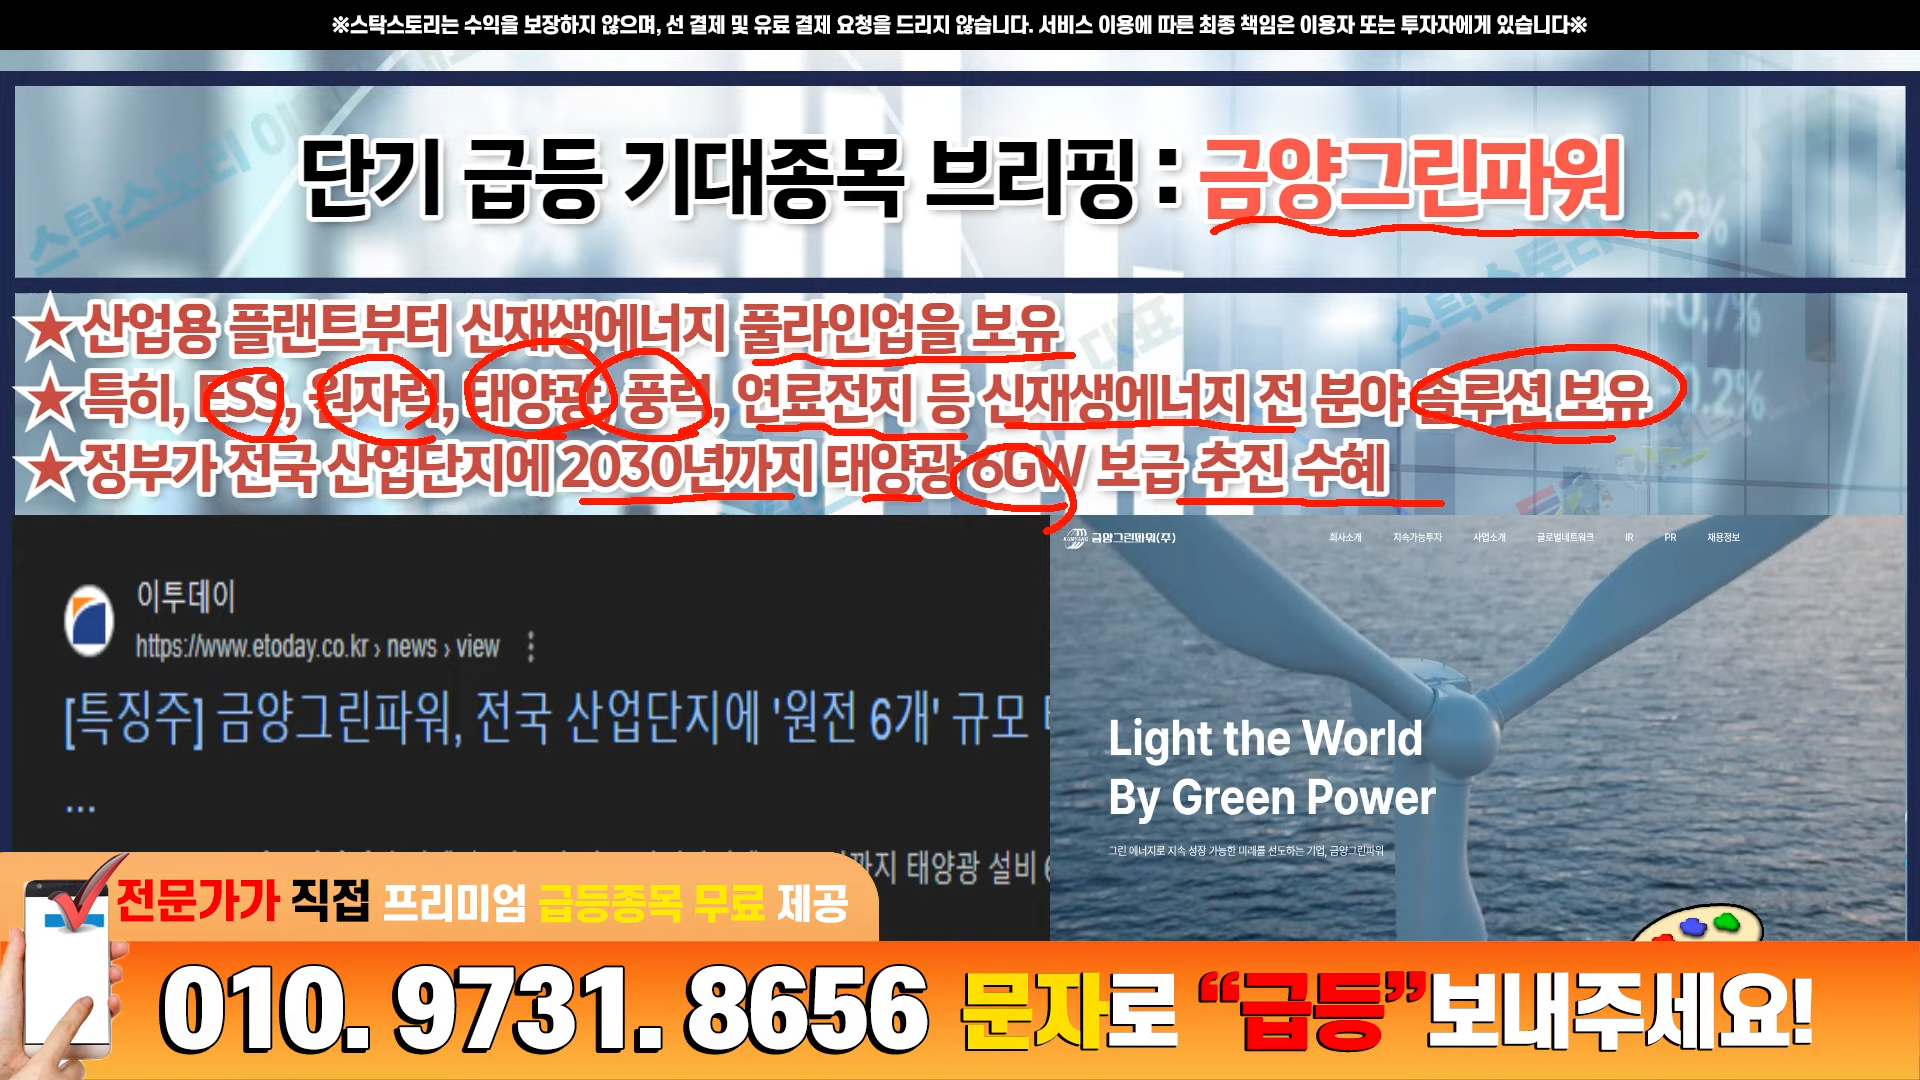 ※스탁스토리는 수익을 보장하지 않으며, 선 결제 및 유료 결제 요청을 드리지 않습니다. 서비스 이용에 따른 최종 책임은 이용자 또는 투자자에게 있습니다※
단기 급등 기대종목 브리핑 : 금양그린파워
★산업용 플랜트부터 신재생에너지 풀라인업을 보유
★특히, ESS, 원자력, 태양광, 풍력, 연료전지 등 신재생에너지 전 분야 솔루션 보유
★정부가 전국 산업단지에 2030년까지 태양광 6GW 보급 추진 수혜
이투데이
https://www.etoday.co.kr › news › view
[특징주] 금양그린파워, 전국 산업단지에 '원전 6개' 규모
...
까지 태양광 설비 6
금양그린파워(주)
회사소개 지속가능투자 사업소개 글로벌네트워크 IR PR 채용정보
Light the World
By Green Power
그린 에너지로 지속 성장 가능한 미래를 선도하는 기업, 금양그린파워
전문가가 직접 프리미엄 급등종목 무료 제공
010. 9731. 8656 문자로 “급등”보내주세요!